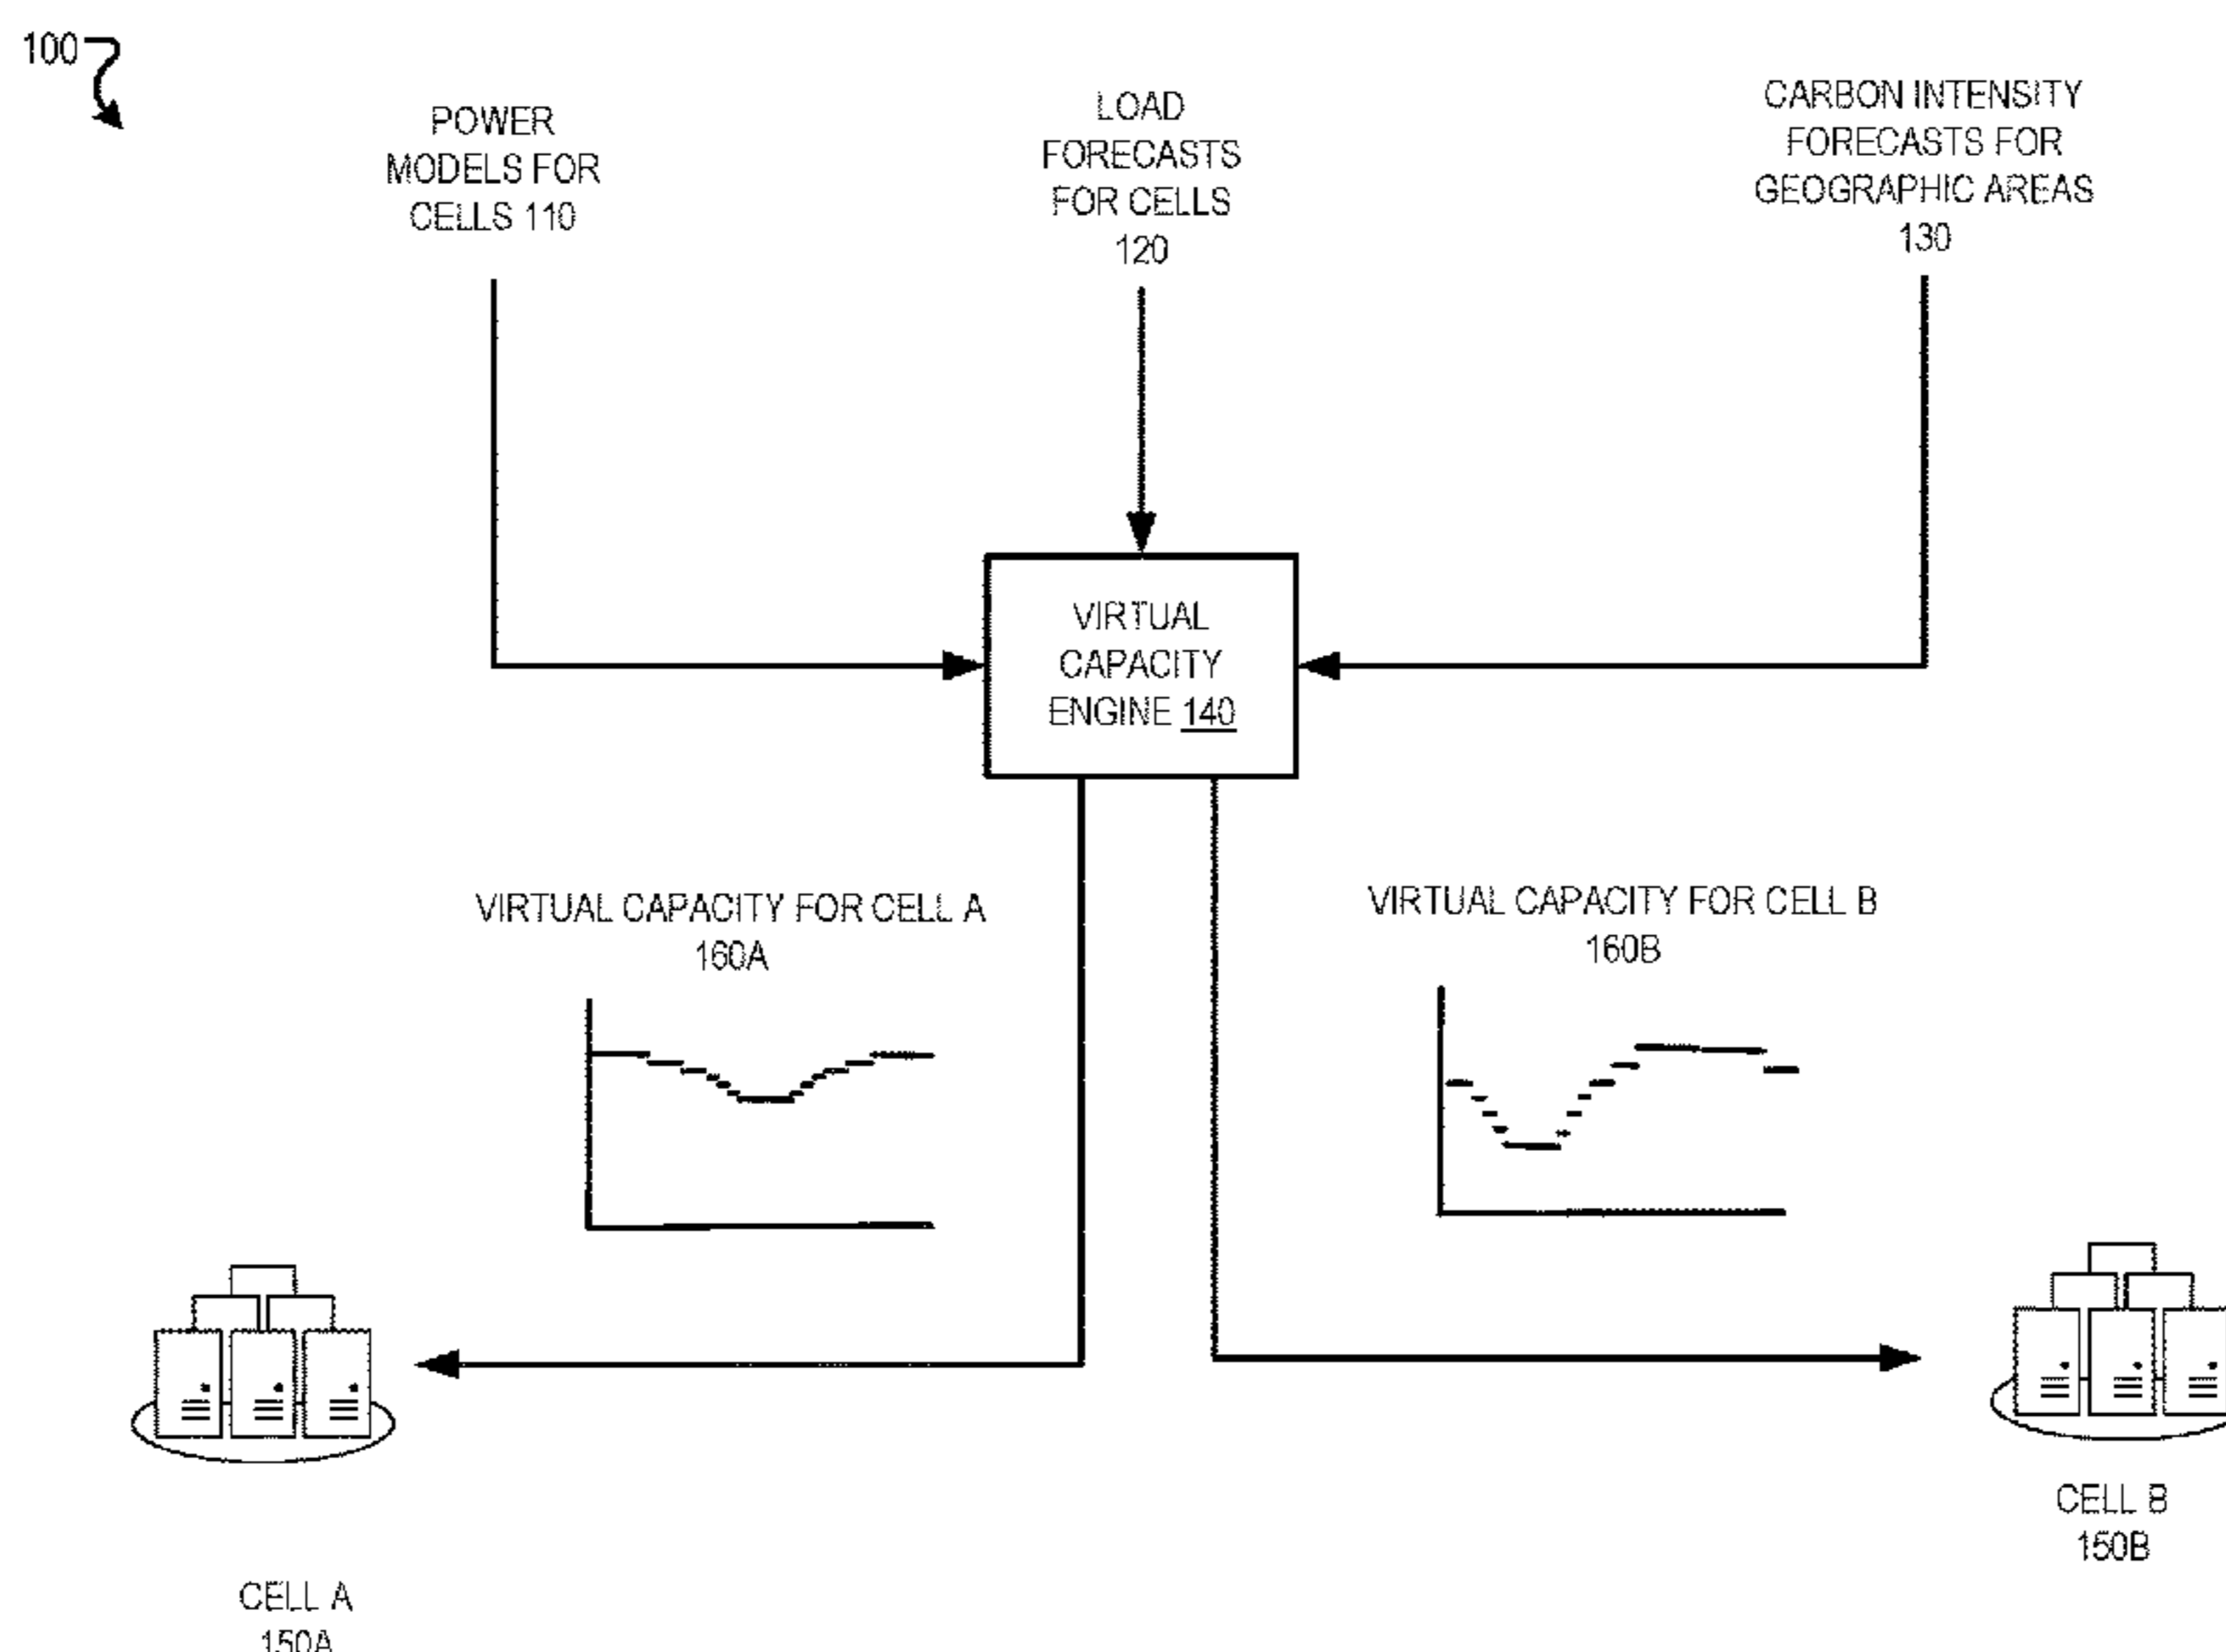 100
POWER
MODELS FOR
CELLS 110
LOAD
FORECASTS
FOR CELLS
120
CARBON INTENSITY
FORECASTS FOR
GEOGRAPHIC AREAS
130
VIRTUAL
CAPACITY
ENGINE 140
VIRTUAL CAPACITY FOR CELL A
160A
VIRTUAL CAPACITY FOR CELL B
160B
CELL A
150A
CELL B
150B